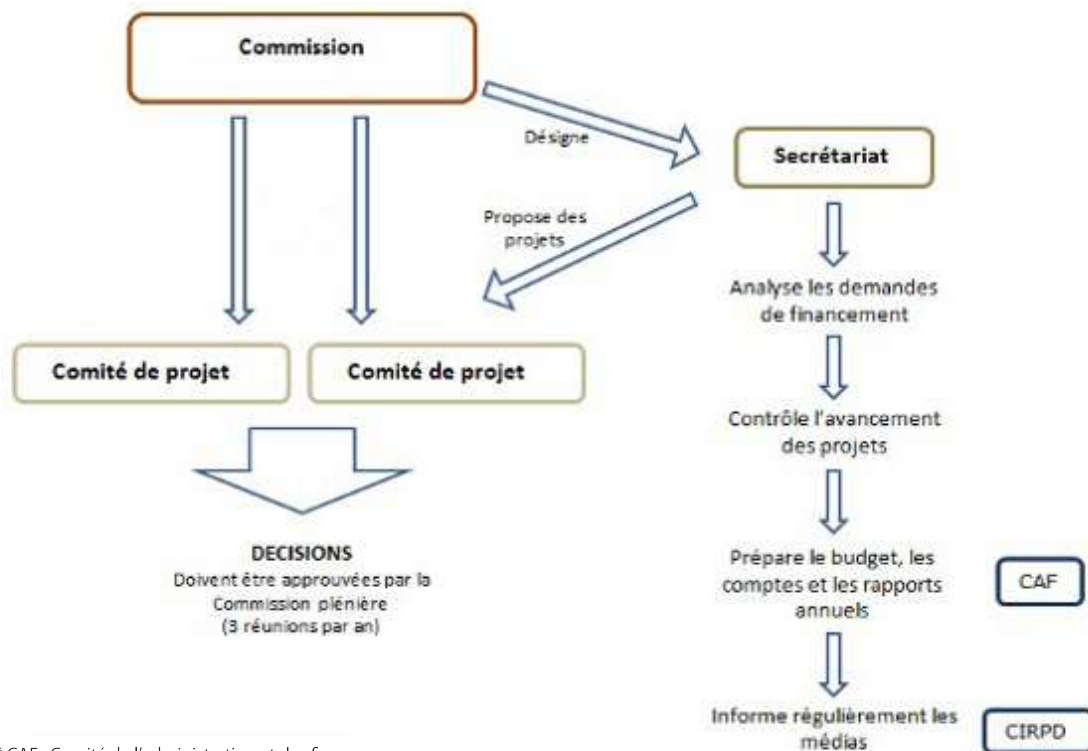 Commission
Désigne
Secrétariat
Propose des
projets
Analyse les demandes
de financement
Comité de projet
Comité de projet
Contrôle l'avancement
des projets
DECISIONS
Doivent être approuvées par la
Commission plénière
(3 réunions par an)
Prépare le budget, les
comptes et les rapports
annuels
CAF
Informe régulièrement les
médias
CIRPD